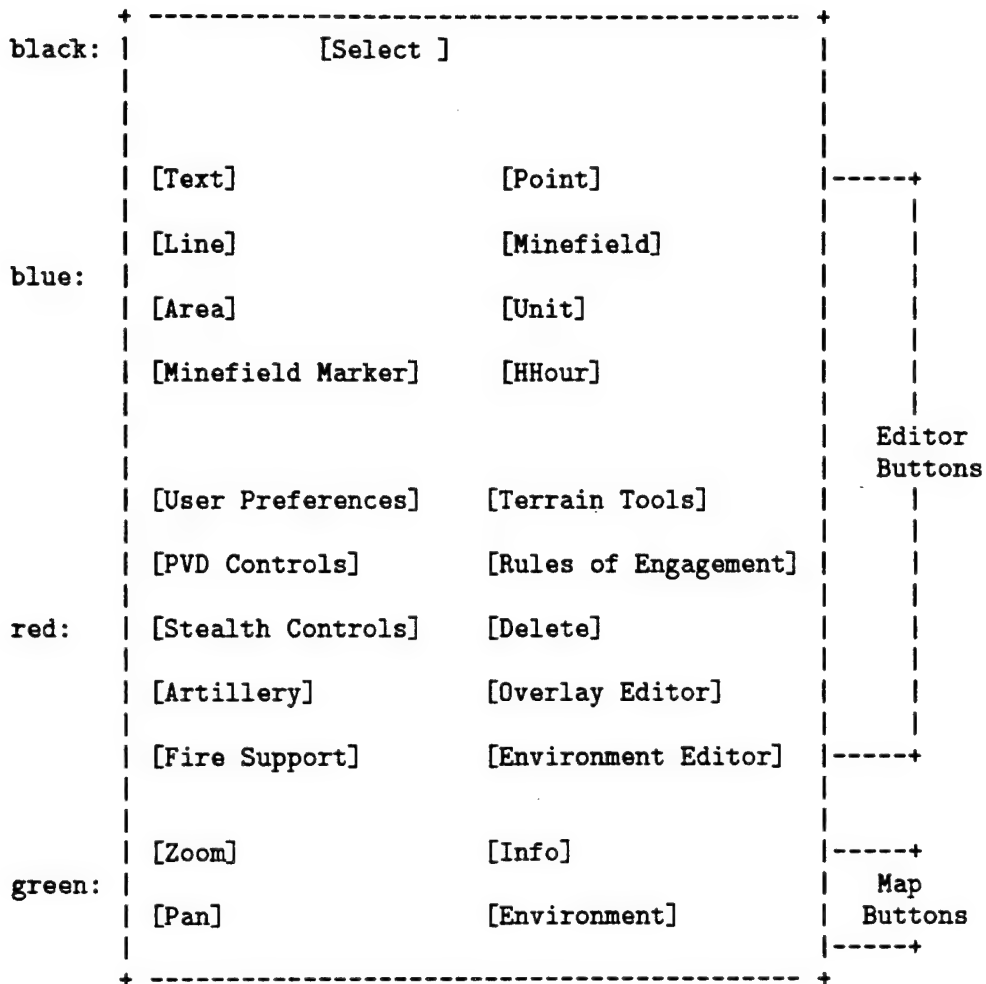 black: [Select ]
[Text] [Point]
[Line] [Minefield]
blue:
[Area] [Unit]
[Minefield Marker] [HHour]
Editor
Buttons
[User Preferences] [Terrain Tools]
[PVD Controls] [Rules of Engagement]
red: [Stealth Controls] [Delete]
[Artillery] [Overlay Editor]
[Fire Support] [Environment Editor]
[Zoom] [Info]
green: Map
[Pan] [Environment] Buttons